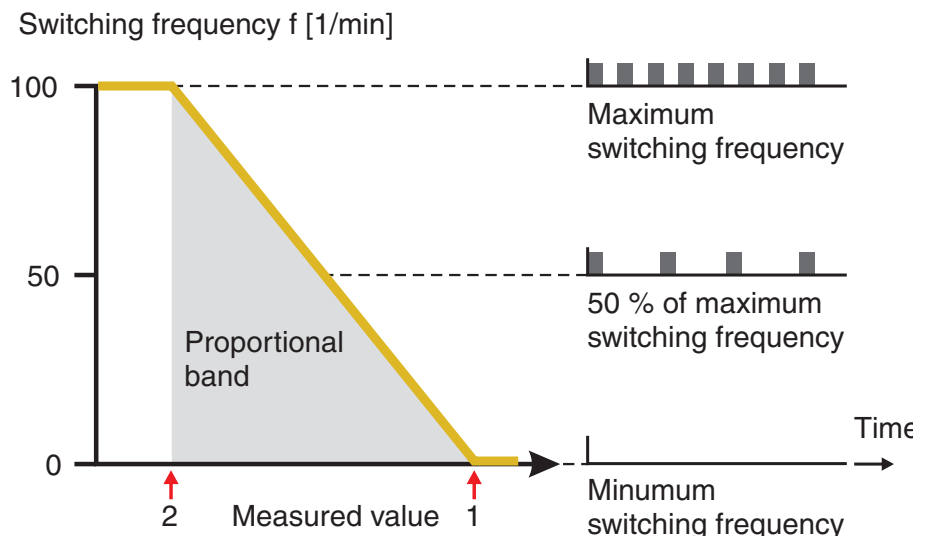 Switching frequency f [1/min]
100
Maximum
switching frequency
50
50 % of maximum
switching frequency
Proportional
band
Time
0
2 Measured value 1
Minumum
switching frequency